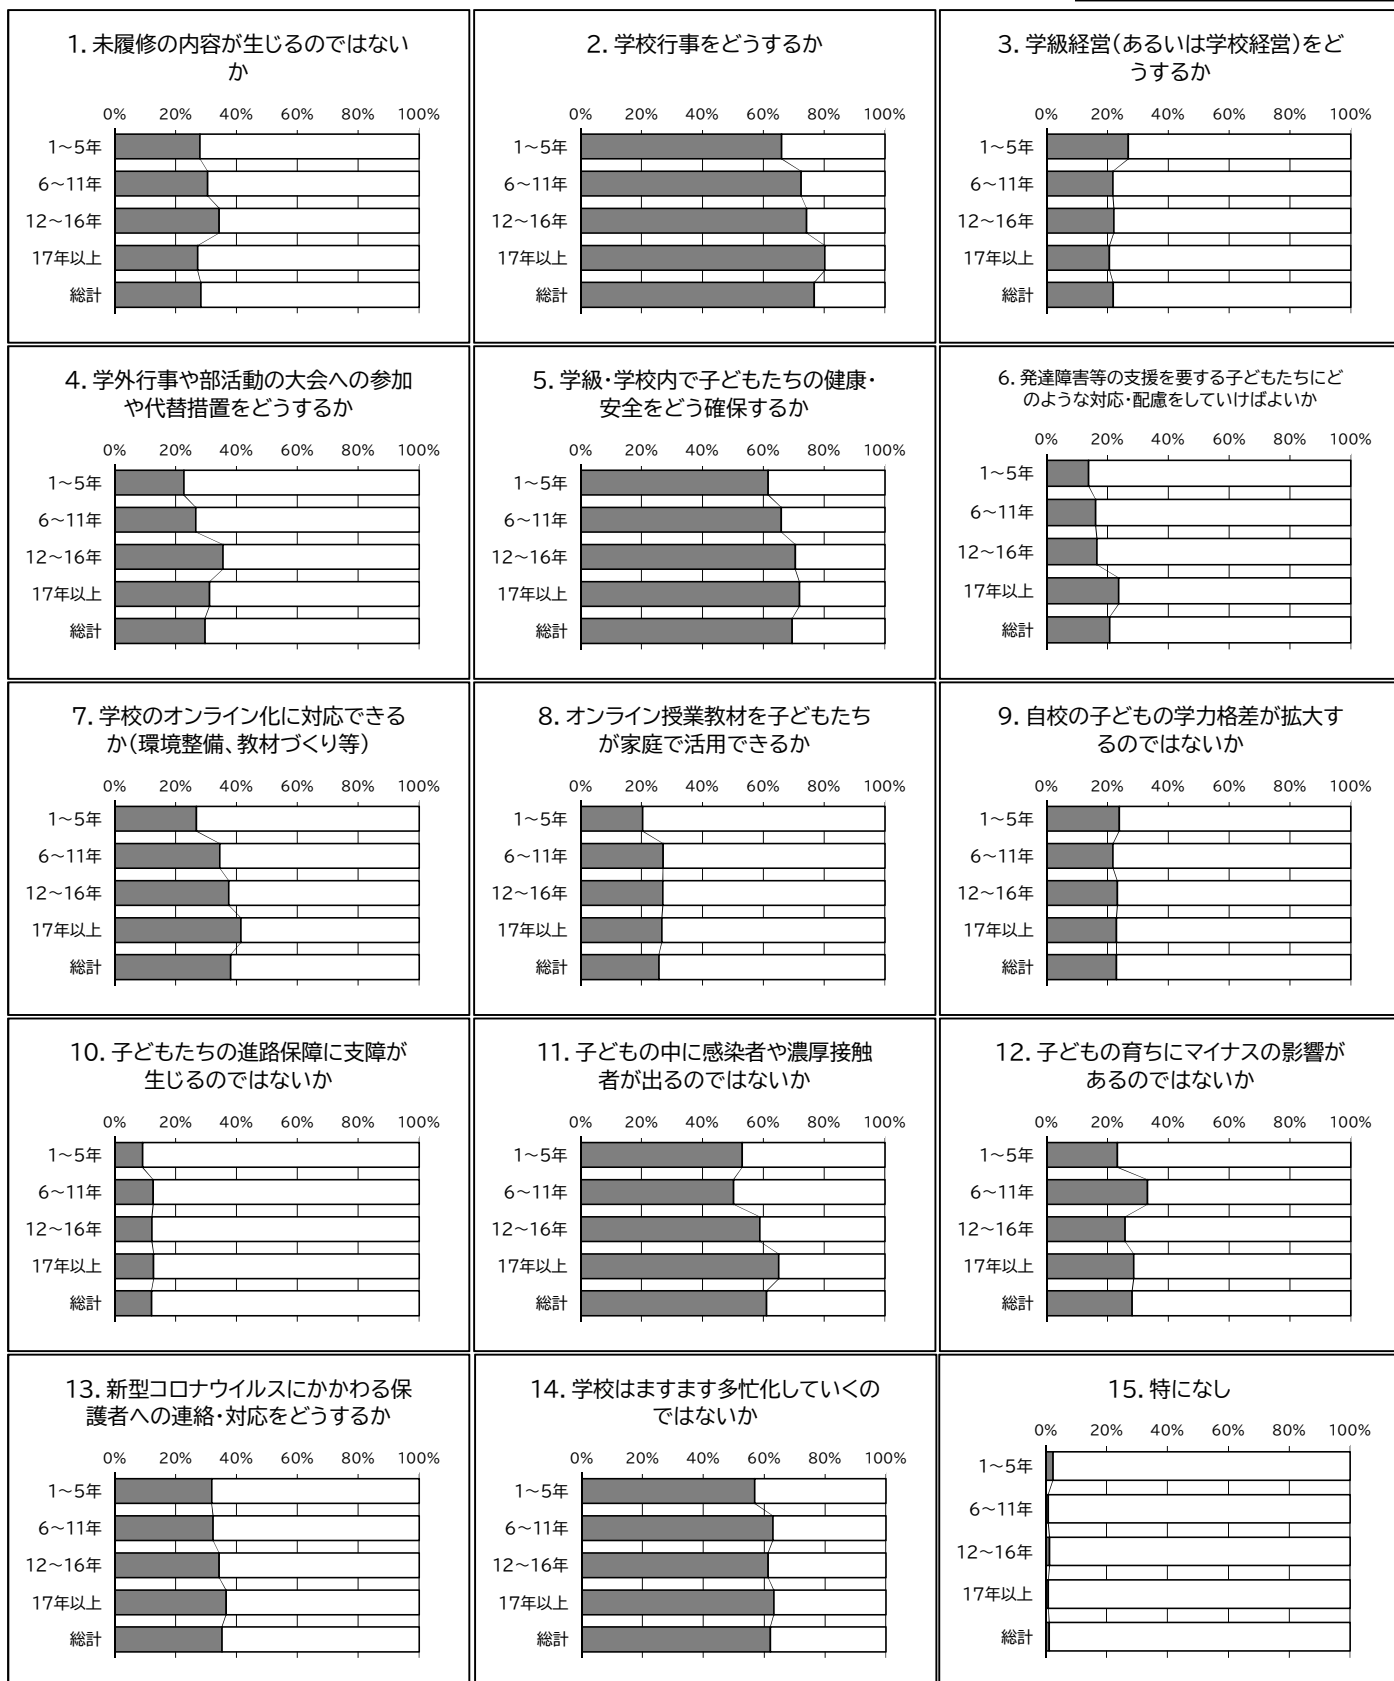 1. 未履修の内容が生じるのではない
か
0% 20% 40% 60% 80% 100%
1～5年
6～11年
12～16年
17年以上
総計
2. 学校行事をどうするか
0% 20% 40% 60% 80% 100%
1～5年
6～11年
12～16年
17年以上
総計
3. 学級経営(あるいは学校経営)をど
うするか
0% 20% 40% 60% 80% 100%
1～5年
6～11年
12～16年
17年以上
総計
4. 学外行事や部活動の大会への参加
や代替措置をどうするか
0% 20% 40% 60% 80% 100%
1～5年
6～11年
12～16年
17年以上
総計
5. 学級・学校内で子どもたちの健康・
安全をどう確保するか
0% 20% 40% 60% 80% 100%
1～5年
6～11年
12～16年
17年以上
総計
6. 発達障害等の支援を要する子どもたちにど
のような対応・配慮をしていけばよいか
0% 20% 40% 60% 80% 100%
1～5年
6～11年
12～16年
17年以上
総計
7. 学校のオンライン化に対応できる
か(環境整備、教材づくり等)
0% 20% 40% 60% 80% 100%
1～5年
6～11年
12～16年
17年以上
総計
8. オンライン授業教材を子どもたち
が家庭で活用できるか
0% 20% 40% 60% 80% 100%
1～5年
6～11年
12～16年
17年以上
総計
9. 自校の子どもの学力格差が拡大す
るのではないか
0% 20% 40% 60% 80% 100%
1～5年
6～11年
12～16年
17年以上
総計
10. 子どもたちの進路保障に支障が
生じるのではないか
0% 20% 40% 60% 80% 100%
1～5年
6～11年
12～16年
17年以上
総計
11. 子どもの中に感染者や濃厚接触
者が出るのではないか
0% 20% 40% 60% 80% 100%
1～5年
6～11年
12～16年
17年以上
総計
12. 子どもの育ちにマイナスの影響が
あるのではないか
0% 20% 40% 60% 80% 100%
1～5年
6～11年
12～16年
17年以上
総計
13. 新型コロナウイルスにかかわる保
護者への連絡・対応をどうするか
0% 20% 40% 60% 80% 100%
1～5年
6～11年
12～16年
17年以上
総計
14. 学校はますます多忙化していくの
ではないか
0% 20% 40% 60% 80% 100%
1～5年
6～11年
12～16年
17年以上
総計
15. 特になし
0% 20% 40% 60% 80% 100%
1～5年
6～11年
12～16年
17年以上
総計